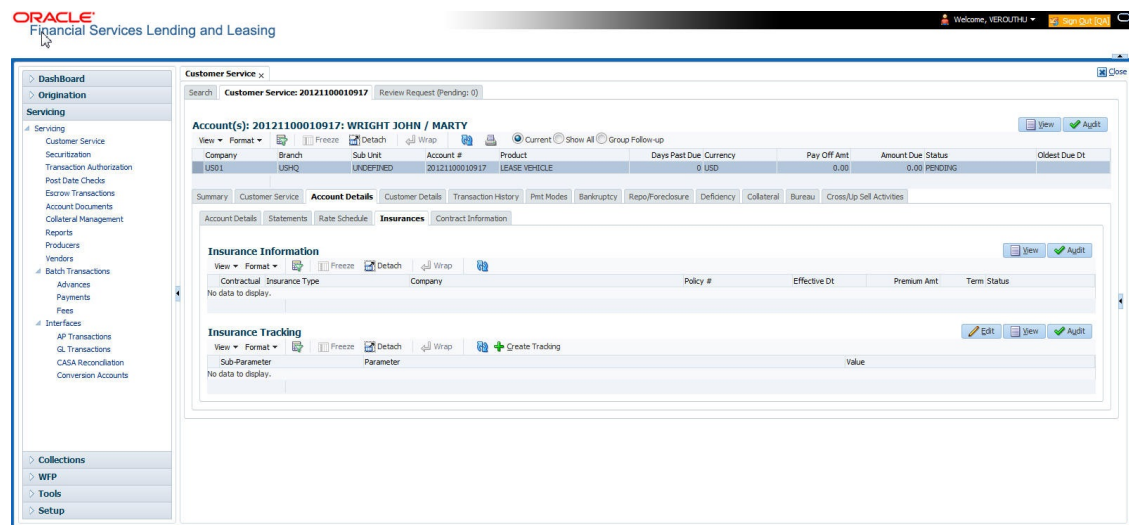 ORACLE
Financial Services Lending and Leasing
Welcome, VEROUTHU
Sign Out [QA]
Close
DashBoard
Origination
Servicing
Servicing
Customer Service
Securitization
Transaction Authorization
Post Date Checks
Escrow Transactions
Account Documents
Collateral Management
Reports
Producers
Vendors
Batch Transactions
Advances
Payments
Fees
Interfaces
AP Transactions
GL Transactions
CASA Reconciliation
Conversion Accounts
Collections
WFP
Tools
Setup
Customer Service x
Search Customer Service: 20121100010917 Review Request (Pending: 0)
Account(s): 20121100010917: WRIGHT JOHN / MARTY
View Audit
View Format Freeze Detach Wrap Current Show All Group Follow-up
Company Branch Sub Unit Account # Product Days Past Due Currency Pay Off Amt Amount Due Status Oldest Due Dt
US01 USHQ UNDEFINED 20121100010917 LEASE VEHICLE 0 USD 0.00 0.00 PENDING
Summary Customer Service Account Details Customer Details Transaction History Pmt Modes Bankruptcy Repo/Foreclosure Deficiency Collateral Bureau Cross/Up Sell Activities
Account Details Statements Rate Schedule Insurances Contract Information
Insurance Information
View Audit
View Format Freeze Detach Wrap
Contractual Insurance Type Company Policy # Effective Dt Premium Amt Term Status
No data to display.
Insurance Tracking
Edit View Audit
View Format Freeze Detach Wrap Create Tracking
Sub-Parameter Parameter Value
No data to display.